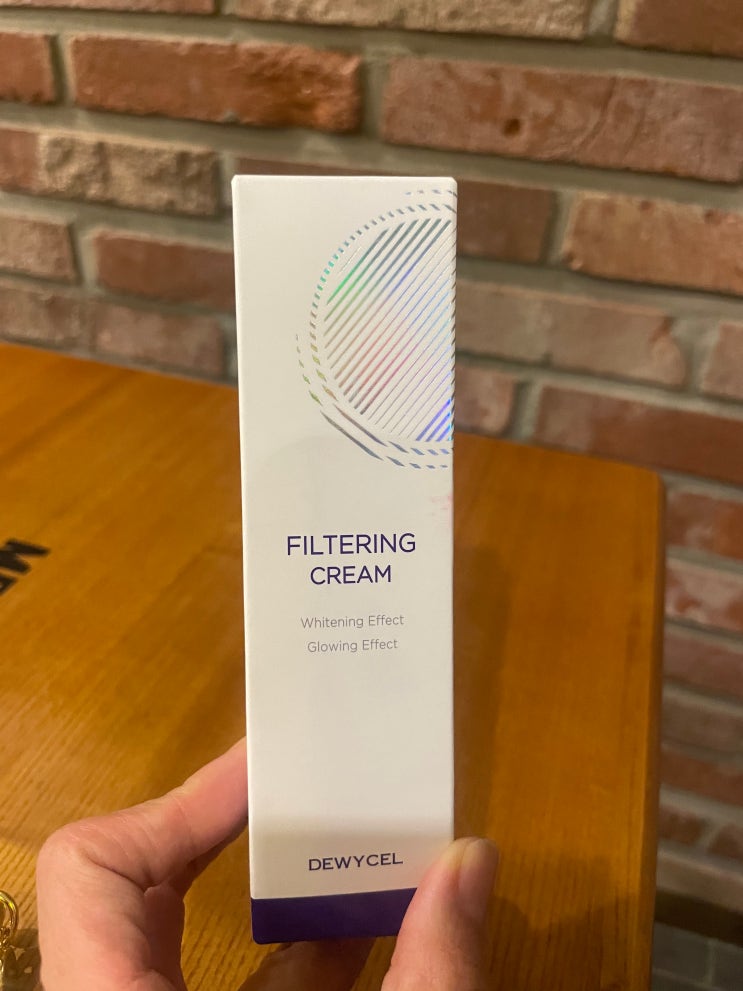 FILTERING
CREAM
Whitening Effect
Glowing Effect
DEWYCEL